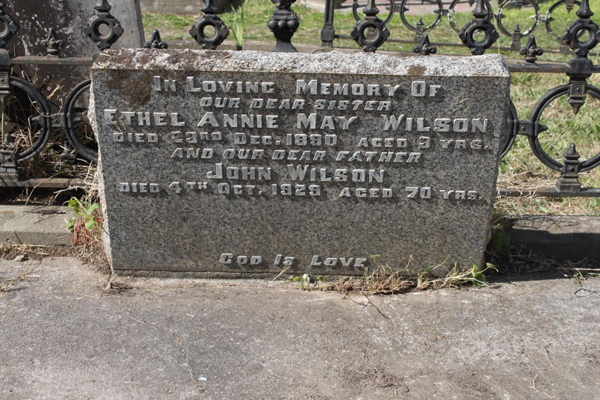 In Loving Memory Of
our dear sister
Ethel Annie May Wilson
died 23rd Dec. 1890 aged 3 yrs.
and our dear father
John Wilson
died 4th Oct. 1929 aged 70 yrs.
God Is Love